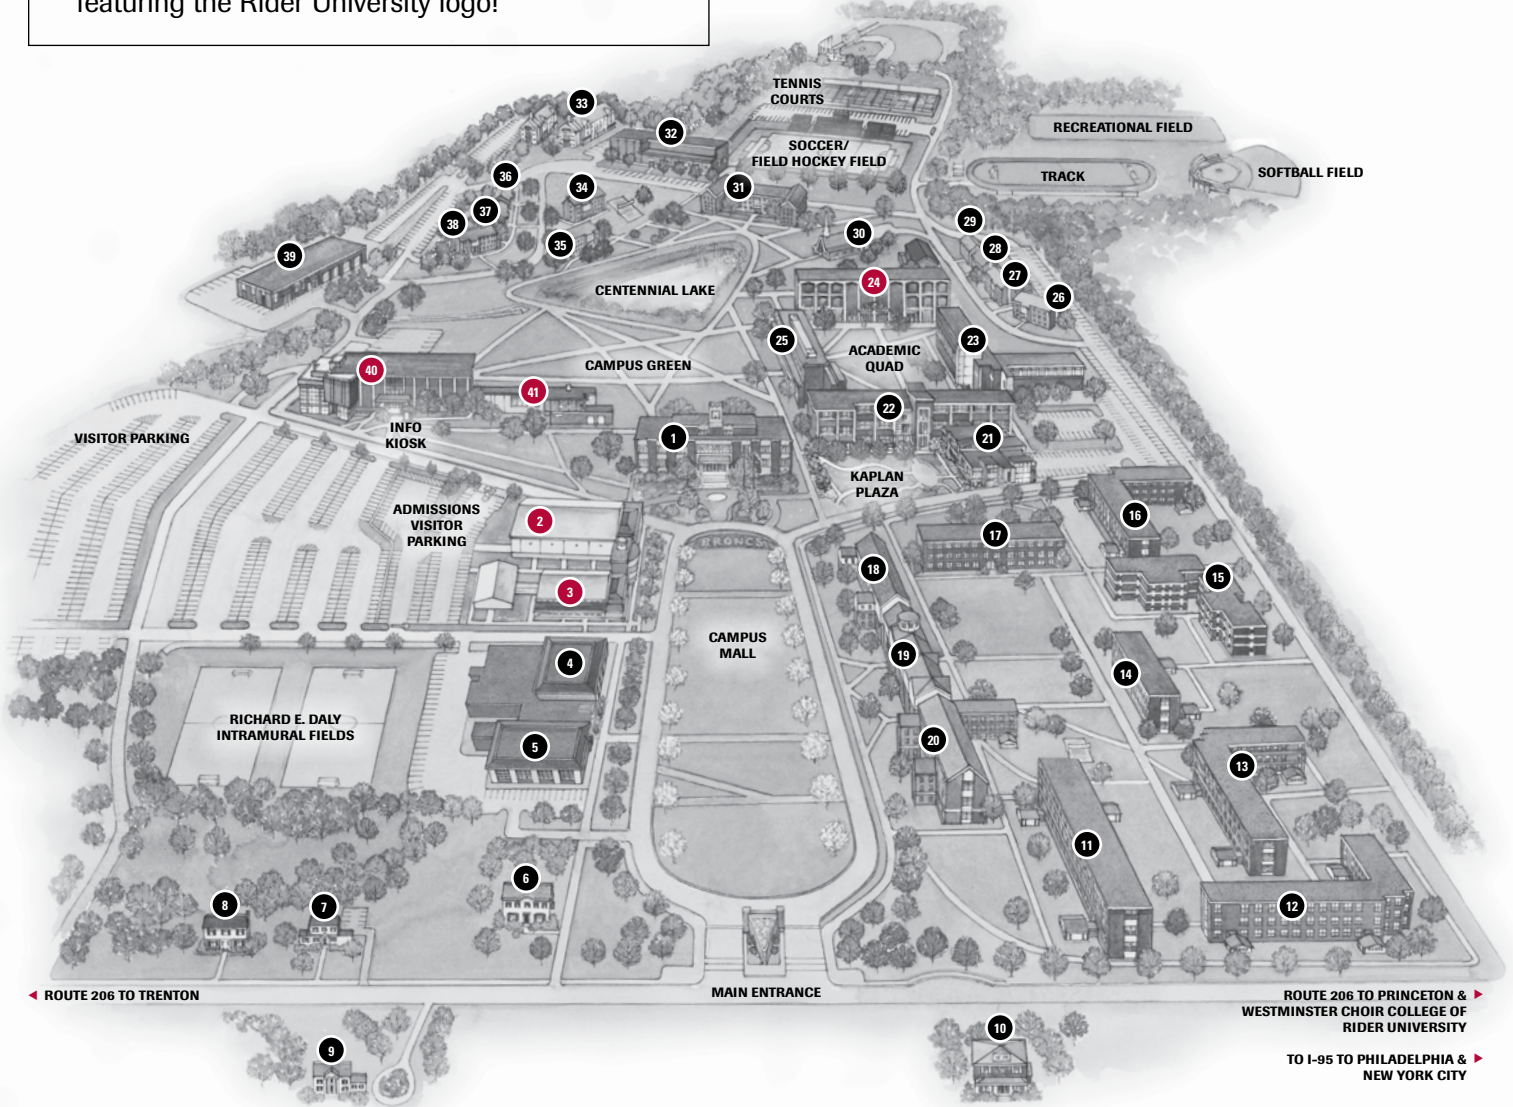 featuring the Rider University logo!
TENNIS
COURTS
RECREATIONAL FIELD
SOCCER/
FIELD HOCKEY FIELD
TRACK
SOFTBALL FIELD
33
32
36
34
31
37
38
35
30
29
28
27
26
39
CENTENNIAL LAKE
24
25
ACADEMIC
QUAD
23
CAMPUS GREEN
40
41
22
VISITOR PARKING
INFO
KIOSK
1
21
KAPLAN
PLAZA
ADMISSIONS
VISITOR
PARKING
2
16
17
18
15
3
CAMPUS
MALL
4
19
14
RICHARD E. DALY
INTRAMURAL FIELDS
5
20
13
11
6
8
7
12
◀ ROUTE 206 TO TRENTON
MAIN ENTRANCE
ROUTE 206 TO PRINCETON & ▶
WESTMINSTER CHOIR COLLEGE OF
RIDER UNIVERSITY
9
10
TO I-95 TO PHILADELPHIA & ▶
NEW YORK CITY